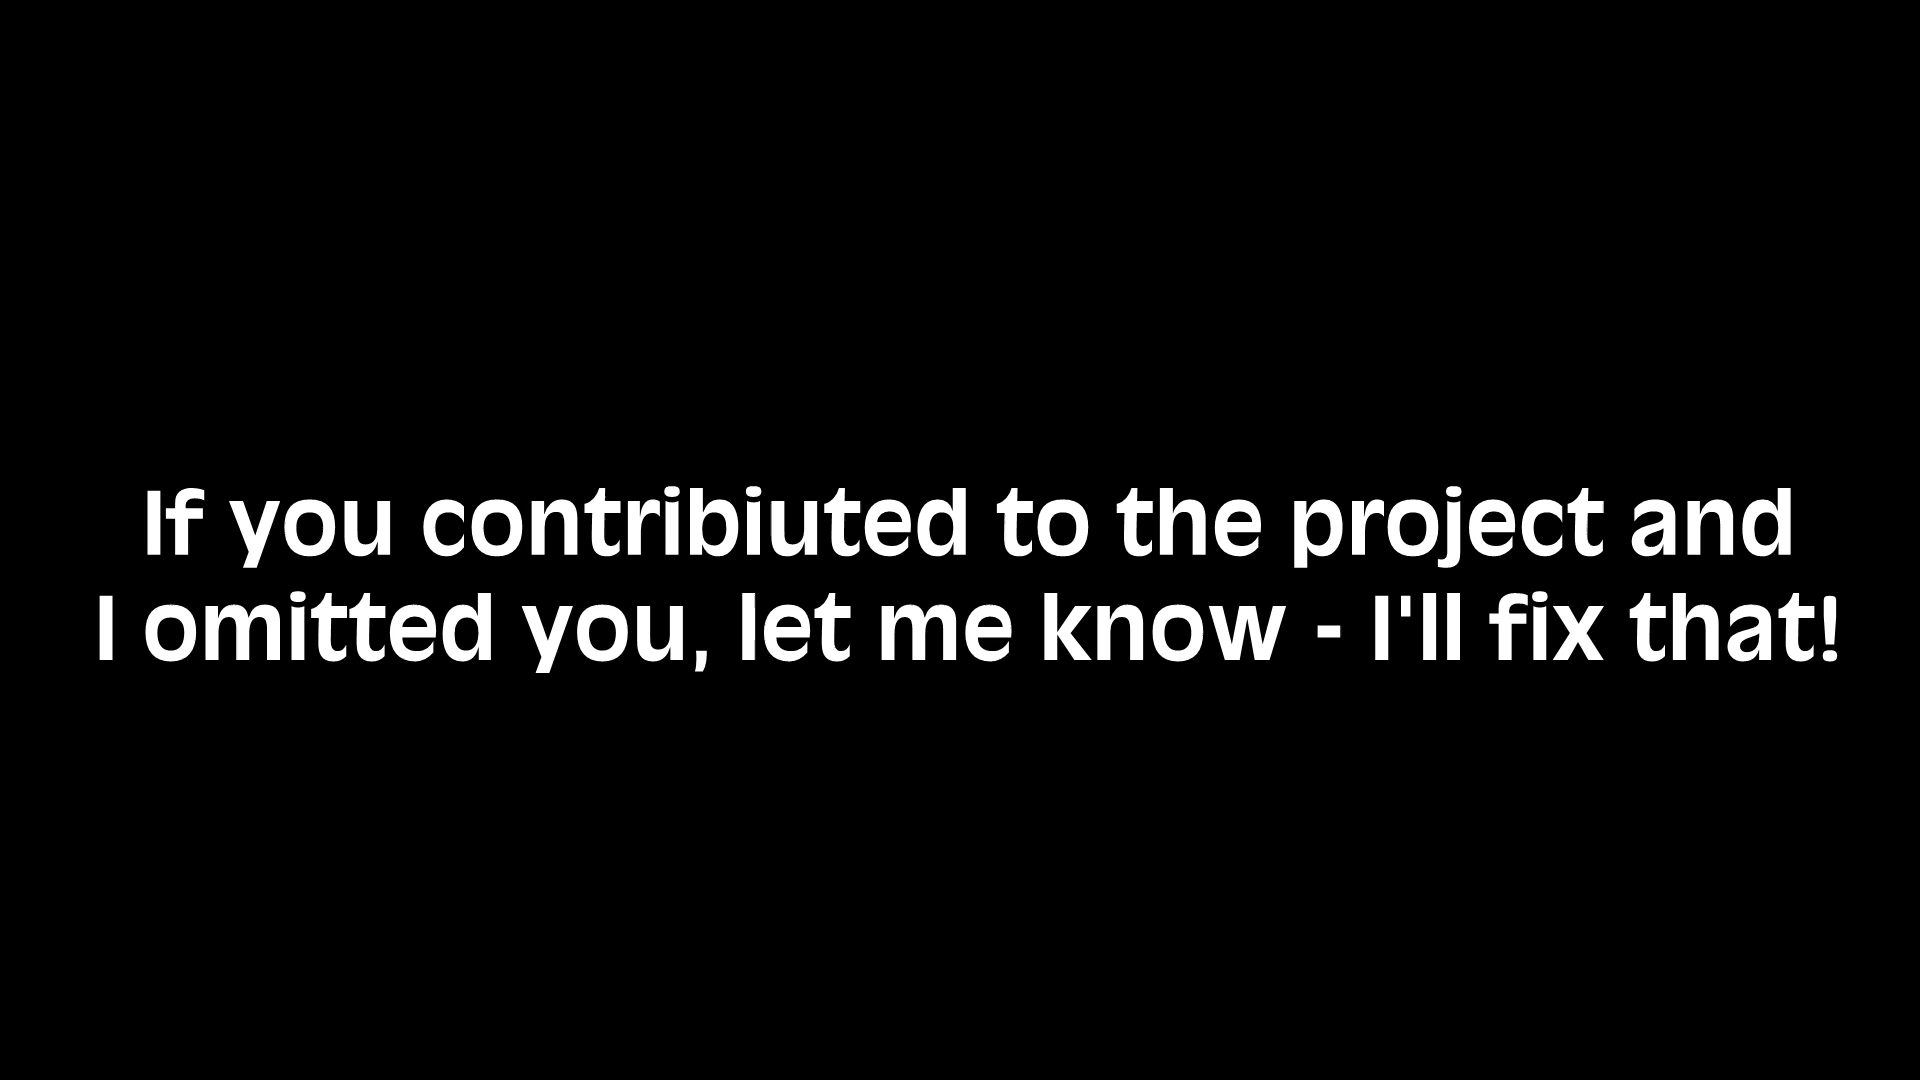 If you contribiuted to the project and
I omitted you, let me know - I'll fix that!